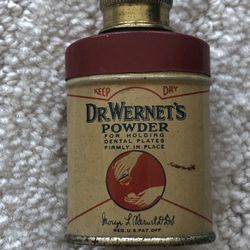 KEEP DRY
DR. WERNET'S
POWDER
FOR HOLDING
DENTAL PLATES
FIRMLY IN PLACE
REG. U.S. PAT. OFF.